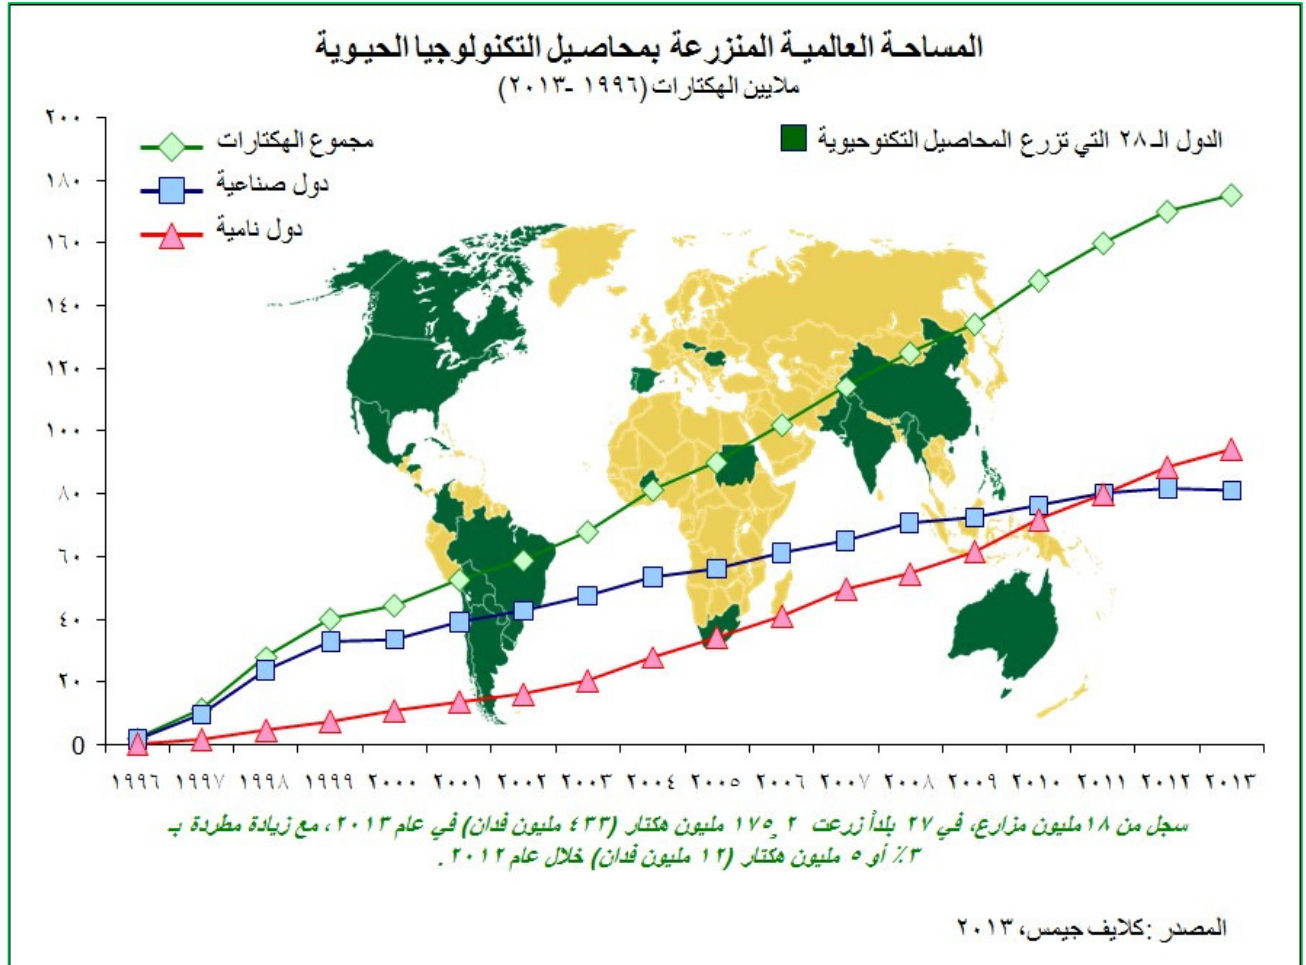 المساحة العالمية المنزرعة بمحاصيل التكنولوجيا الحيوية
ملايين الهكتارات (١٩٩٦ -٢٠١٣)
الدول الـ ٢٨ التي تزرع المحاصيل التكنوحيوية
مجموع الهكتارات
دول صناعية
دول نامية
٢٠٠
١٨٠
١٦٠
١٤٠
١٢٠
١٠٠
٨٠
٦٠
٤٠
٢٠
0
١٩٩٦ ١٩٩٧ ١٩٩٨ ١٩٩٩ ٢٠٠٠ ٢٠٠١ ٢٠٠٢ ٢٠٠٣ ٢٠٠٤ ٢٠٠٥ ٢٠٠٦ ٢٠٠٧ ٢٠٠٨ ٢٠٠٩ ٢٠١٠ ٢٠١١ ٢٠١٢ ٢٠١٣
سجل من ١٨ مليون مزارع، في ٢٧ بلدأ زرعت ١٧٥٫٢ مليون هكتار (٤٣٣ مليون فدان) في عام ٢٠١٣، مع زيادة مطردة بـ
٣٪ أو ٥ مليون هكتار (١٢ مليون فدان) خلال عام ٢٠١٢.
المصدر :كلايف جيمس، ٢٠١٣